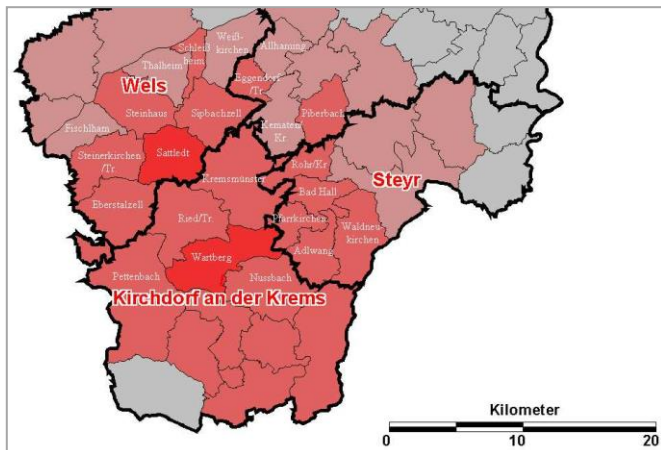 Weiß-
kirchen
Allhaming
Schleiß
heim
Thalheim
Wels
Eggendorf
/Tr.
Steinhaus
Sipbachzell
Piberbach
Kematen/
Kr.
Fischlham
Steinerkirchen
/Tr.
Sattledt
Rohr/Kr
Kremsmünster
Steyr
Bad Hall
Eberstalzell
Ried/Tr.
Pfarrkirchen
Waldneu
kirchen
Adlwang
Wartberg
Pettenbach
Nussbach
Kirchdorf an der Krems
Kilometer
0 10 20